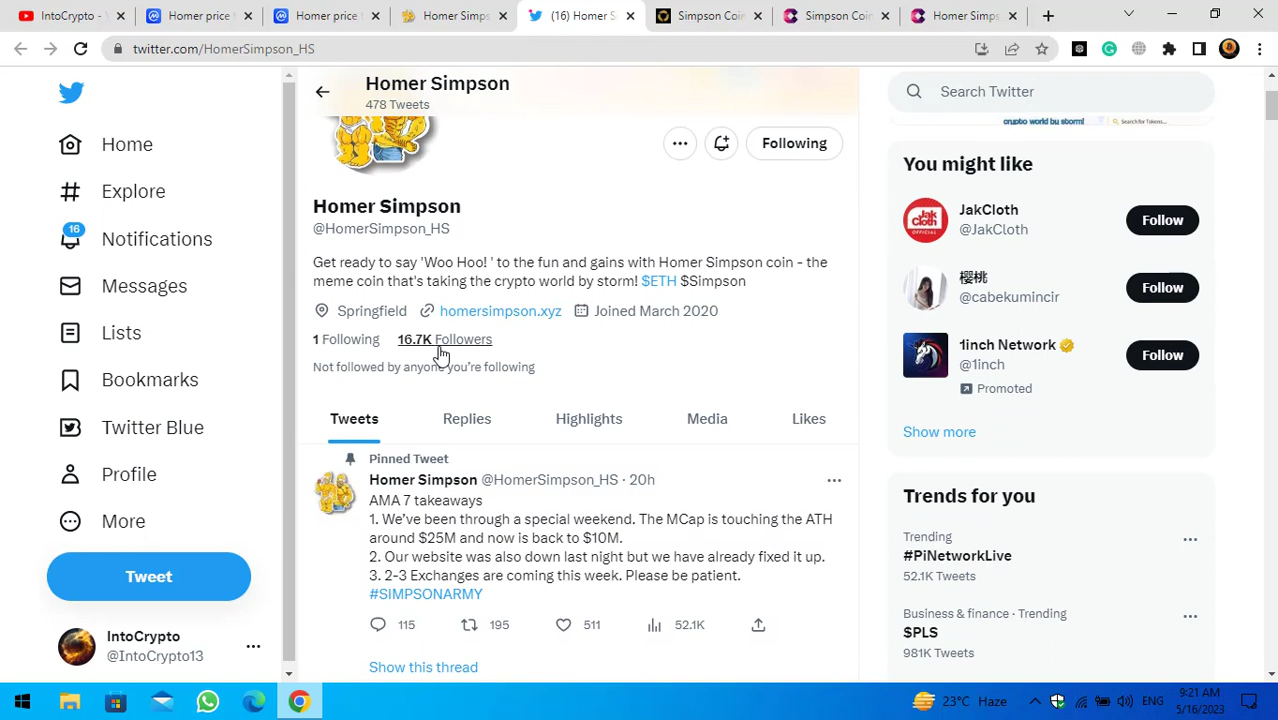 IntoCrypto - Y
Homer price
Homer price
Homer Simps
(16) Homer S
Simpson Coin
Simpson Coin
Homer Simps
twitter.com/HomerSimpson_HS
Homer Simpson
478 Tweets
Following
Homer Simpson
@HomerSimpson_HS
Get ready to say 'Woo Hoo! ' to the fun and gains with Homer Simpson coin - the
meme coin that's taking the crypto world by storm! $ETH $Simpson
Springfield homersimpson.xyz Joined March 2020
1 Following 16.7K Followers
Not followed by anyone you're following
Tweets Replies Highlights Media Likes
Pinned Tweet
Homer Simpson @HomerSimpson_HS · 20h
AMA 7 takeaways
1. We've been through a special weekend. The MCap is touching the ATH
around $25M and now is back to $10M.
2. Our website was also down last night but we have already fixed it up.
3. 2-3 Exchanges are coming this week. Please be patient.
#SIMPSONARMY
115 195 511 52.1K
Show this thread
Home
Explore
16
Notifications
Messages
Lists
Bookmarks
Twitter Blue
Profile
More
Tweet
IntoCrypto
@IntoCrypto13
Search Twitter
crypto world by storm! Search for Tokens...
You might like
JakCloth
@JakCloth
Follow
JAK
CLOTH
OFFICIAL
樱桃
@cabekumincir
Follow
1inch Network
@1inch
Follow
Promoted
Show more
Trends for you
Trending
#PiNetworkLive
52.1K Tweets
Business & finance · Trending
$PLS
981K Tweets
23°C Haze
ENG
9:21 AM
5/16/2023